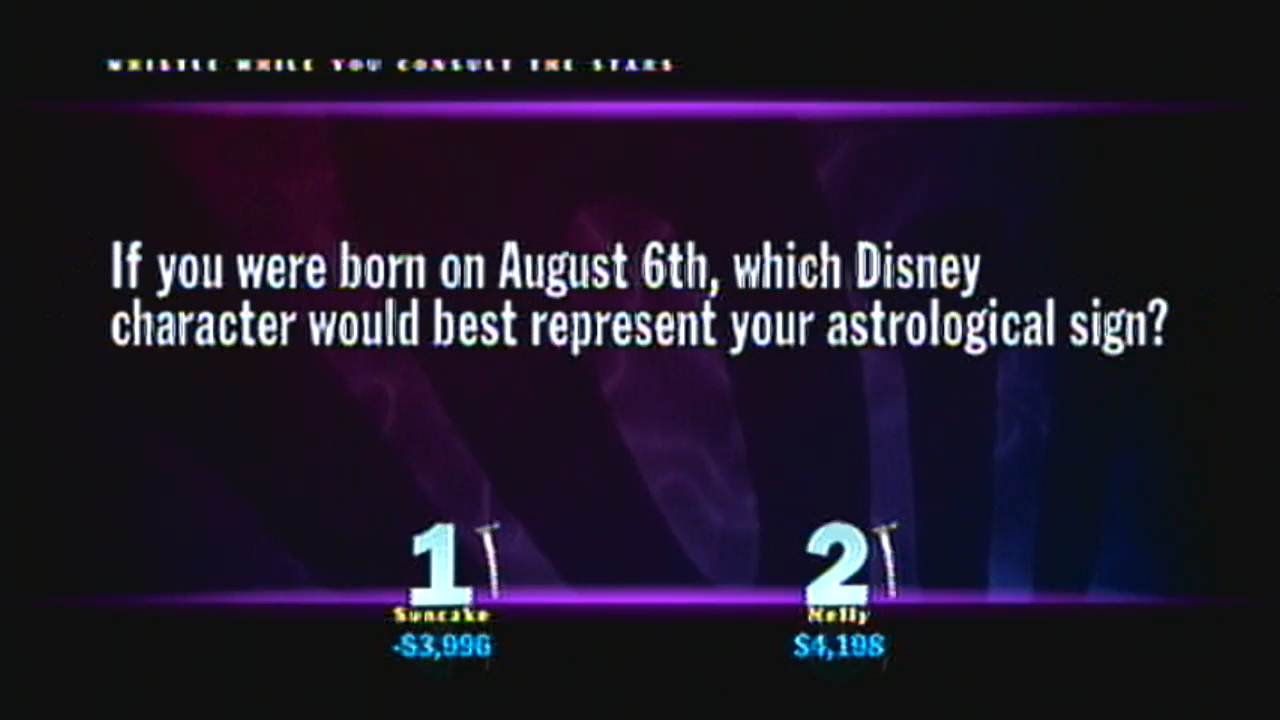 WHISTLE WHILE YOU CONSULT THE STARS
If you were born on August 6th, which Disney
character would best represent your astrological sign?
1
2
Suncake
Nelly
-$3,996
$4,198